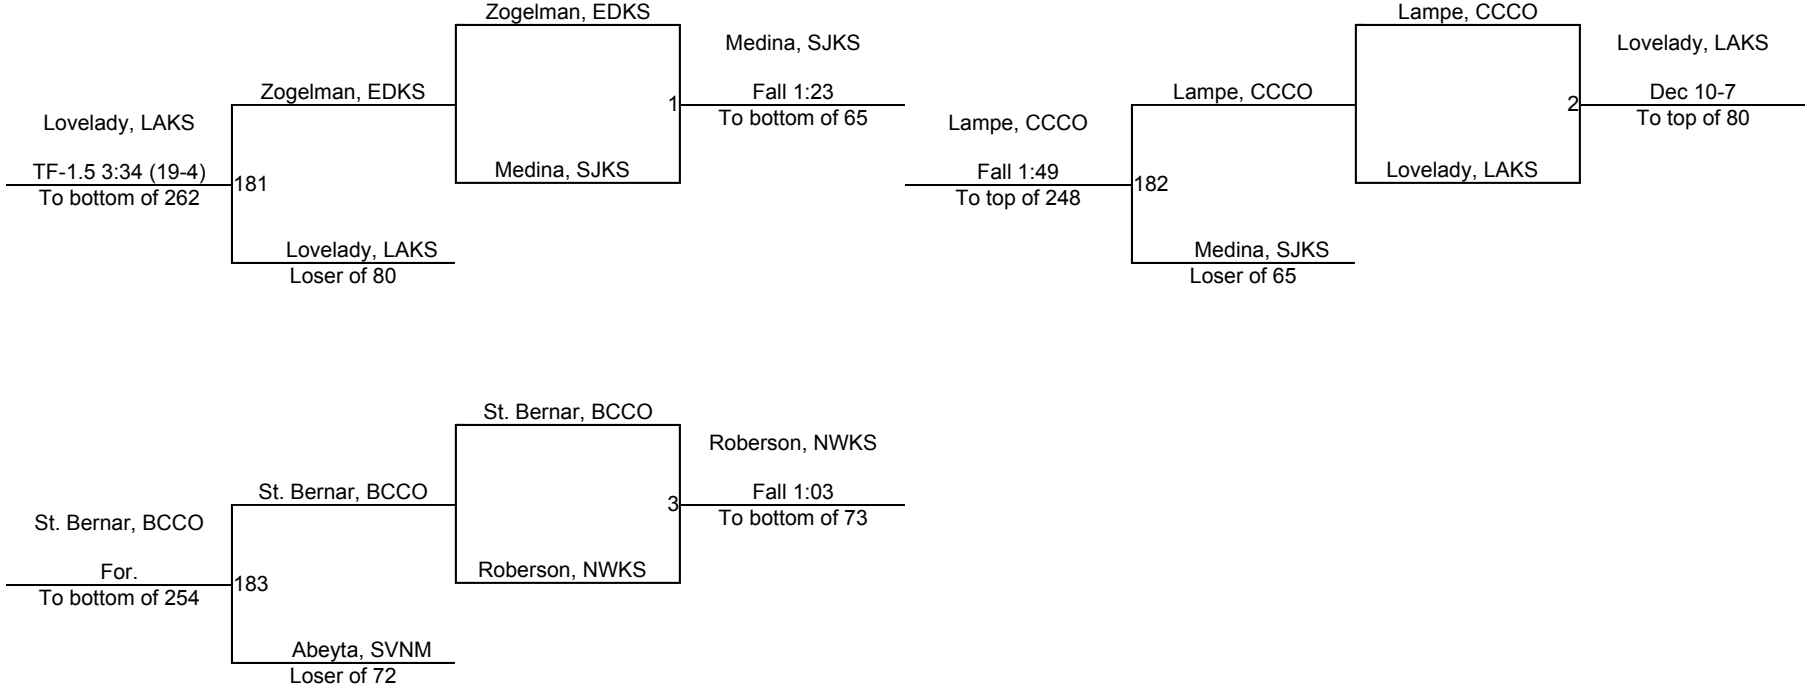 Zogelman, EDKS
Medina, SJKS
Zogelman, EDKS
Fall 1:23
1
To bottom of 65
Lovelady, LAKS
TF-1.5 3:34 (19-4)
181
To bottom of 262
Medina, SJKS
Lovelady, LAKS
Loser of 80
Lampe, CCCO
Lovelady, LAKS
Lampe, CCCO
Dec 10-7
2
To top of 80
Lampe, CCCO
Fall 1:49
182
To top of 248
Lovelady, LAKS
Medina, SJKS
Loser of 65
St. Bernar, BCCO
Roberson, NWKS
St. Bernar, BCCO
Fall 1:03
3
To bottom of 73
St. Bernar, BCCO
For.
183
To bottom of 254
Roberson, NWKS
Abeyta, SVNM
Loser of 72